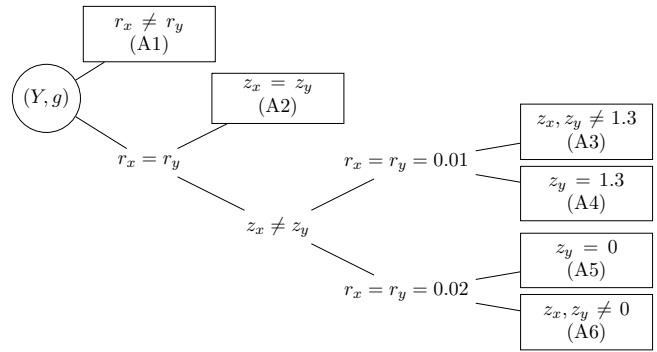 r_x ≠ r_y
(A1)
(Y, g)
z_x = z_y
(A2)
r_x = r_y
z_x ≠ z_y
r_x = r_y = 0.01
z_x, z_y ≠ 1.3
(A3)
z_y = 1.3
(A4)
r_x = r_y = 0.02
z_y = 0
(A5)
z_x, z_y ≠ 0
(A6)